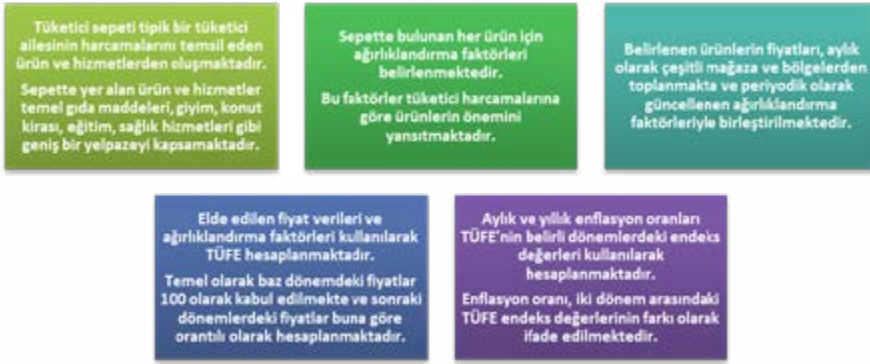 Tüketici sepeti tipik bir tüketici
ailesinin harcamalarını temsil eden
ürün ve hizmetlerden oluşmaktadır.
Sepette yer alan ürün ve hizmetler
temel gıda maddeleri, giyim, konut
kirası, eğitim, sağlık hizmetleri gibi
geniş bir yelpazeyi kapsamaktadır.
Sepette bulunan her ürün için
ağırlıklandırma faktörleri
belirlenmektedir.
Bu faktörler tüketici harcamalarına
göre ürünlerin önemini
yansıtmaktadır.
Belirlenen ürünlerin fiyatları, aylık
olarak çeşitli mağaza ve bölgelerden
toplanmakta ve periyodik olarak
güncellenen ağırlıklandırma
faktörleriyle birleştirilmektedir.
Elde edilen fiyat verileri ve
ağırlıklandırma faktörleri kullanılarak
TÜFE hesaplanmaktadır.
Temel olarak baz dönemdeki fiyatlar
100 olarak kabul edilmekte ve sonraki
dönemlerdeki fiyatlar buna göre
orantılı olarak hesaplanmaktadır.
Aylık ve yıllık enflasyon oranları
TÜFE'nin belirli dönemlerdeki endeks
değerleri kullanılarak
hesaplanmaktadır.
Enflasyon oranı, iki dönem arasındaki
TÜFE endeks değerlerinin farkı olarak
ifade edilmektedir.